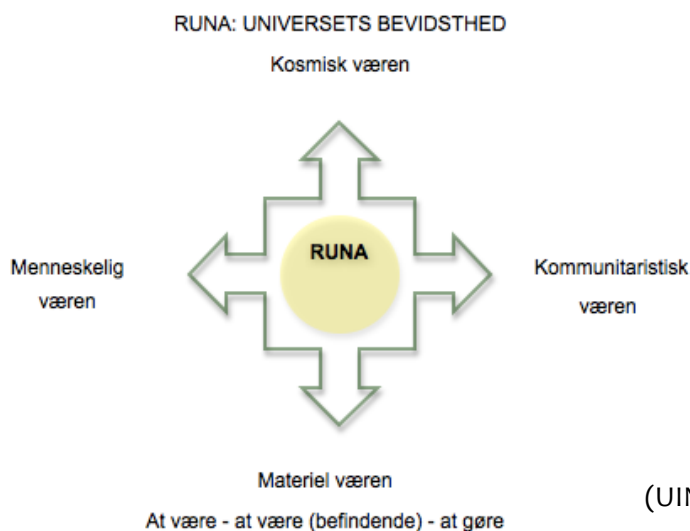 RUNA: UNIVERSETS BEVIDSTHED
Kosmisk væren
RUNA
Menneskelig
væren
Kommunitaristisk
væren
Materiel væren
At være - at være (befindende) - at gøre
(UIN